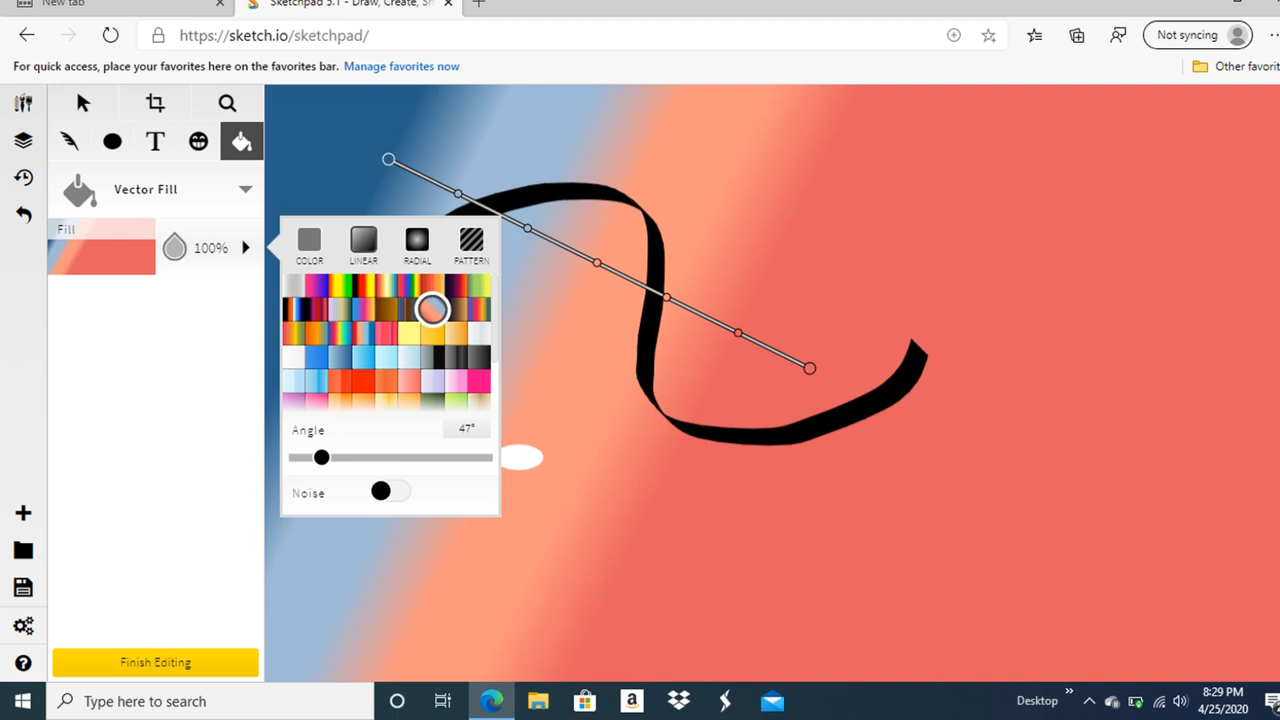 New tab
Sketchpad 5.1 - Draw, Create, Sh
https://sketch.io/sketchpad/
Not syncing
For quick access, place your favorites here on the favorites bar. Manage favorites now
Other favorit
T
Vector Fill
Fill
100%
COLOR LINEAR RADIAL PATTERN
Angle 47°
Noise
Finish Editing
Type here to search
a
Desktop
8:29 PM
4/25/2020